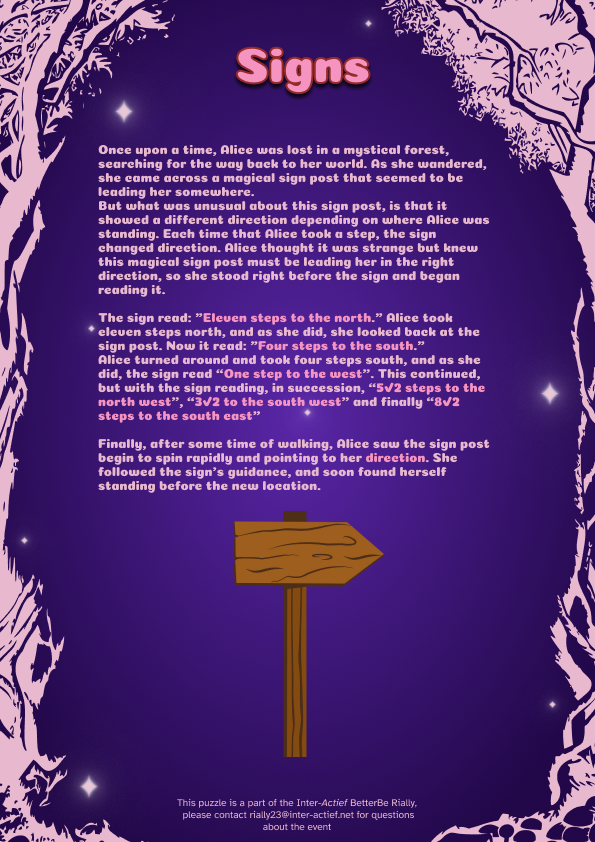 Signs
Once upon a time, Alice was lost in a mystical forest,
searching for the way back to her world. As she wandered,
she came across a magical sign post that seemed to be
leading her somewhere.
But what was unusual about this sign post, is that it
showed a different direction depending on where Alice was
standing. Each time that Alice took a step, the sign
changed direction. Alice thought it was strange but knew
this magical sign post must be leading her in the right
direction, so she stood right before the sign and began
reading it.
The sign read: ”Eleven steps to the north.” Alice took
eleven steps north, and as she did, she looked back at the
sign post. Now it read: ”Four steps to the south.”
Alice turned around and took four steps south, and as she
did, the sign read “One step to the west”. This continued,
but with the sign reading, in succession, “5√2 steps to the
north west”, “3√2 to the south west” and finally “8√2
steps to the south east”
Finally, after some time of walking, Alice saw the sign post
begin to spin rapidly and pointing to her direction. She
followed the sign’s guidance, and soon found herself
standing before the new location.
This puzzle is a part of the Inter-Actief BetterBe Rially,
please contact rially23@inter-actief.net for questions
about the event